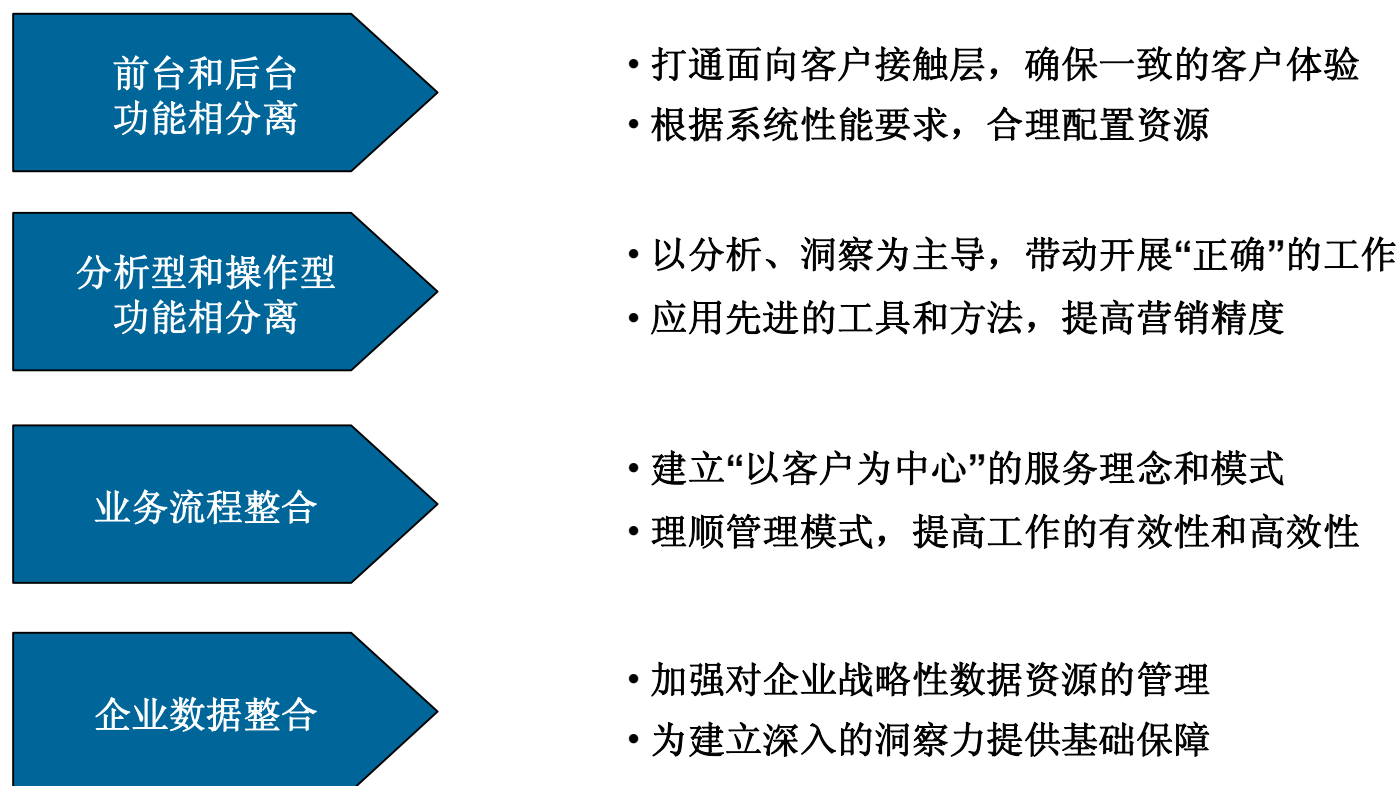 前台和后台
功能相分离
• 打通面向客户接触层，确保一致的客户体验
• 根据系统性能要求，合理配置资源
分析型和操作型
功能相分离
• 以分析、洞察为主导，带动开展“正确”的工作
• 应用先进的工具和方法，提高营销精度
业务流程整合
• 建立“以客户为中心”的服务理念和模式
• 理顺管理模式，提高工作的有效性和高效性
企业数据整合
• 加强对企业战略性数据资源的管理
• 为建立深入的洞察力提供基础保障